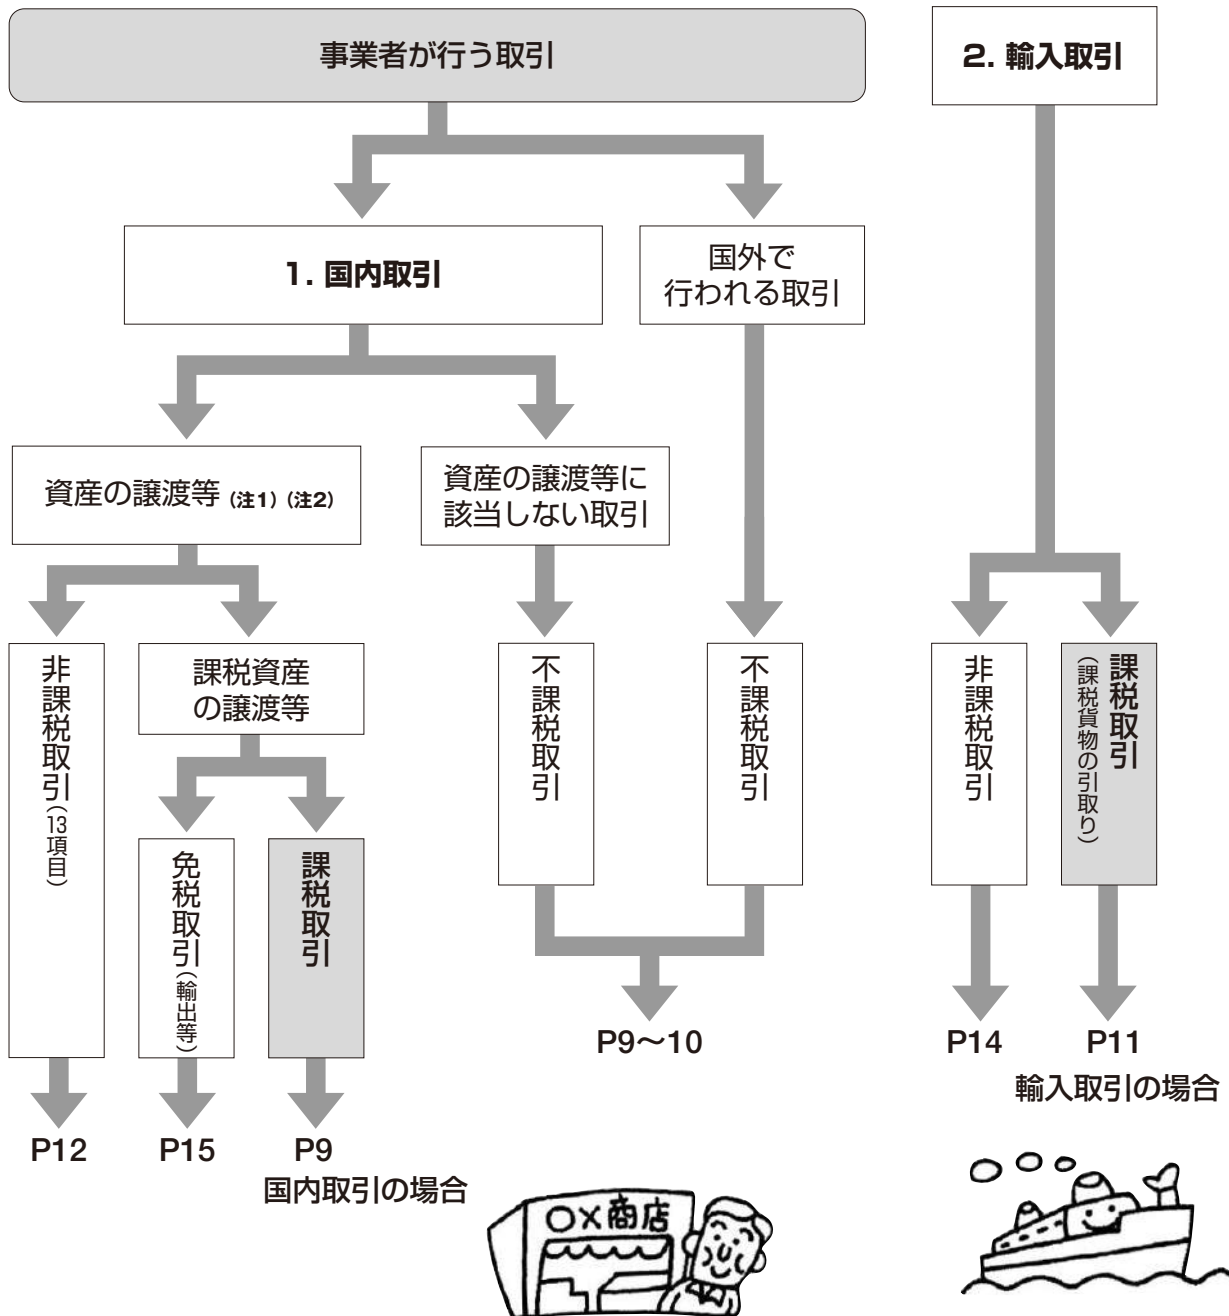 事業者が行う取引
2. 輸入取引
1. 国内取引
国外で
行われる取引
資産の譲渡等 (注1) (注2)
資産の譲渡等に
該当しない取引
非課税取引(13項目)
課税資産
の譲渡等
不課税取引
不課税取引
非課税取引
課税取引
(課税貨物の引取り)
免税取引(輸出等)
課税取引
P9〜10
P14
P11
輸入取引の場合
P12
P15
P9
国内取引の場合
○×商店